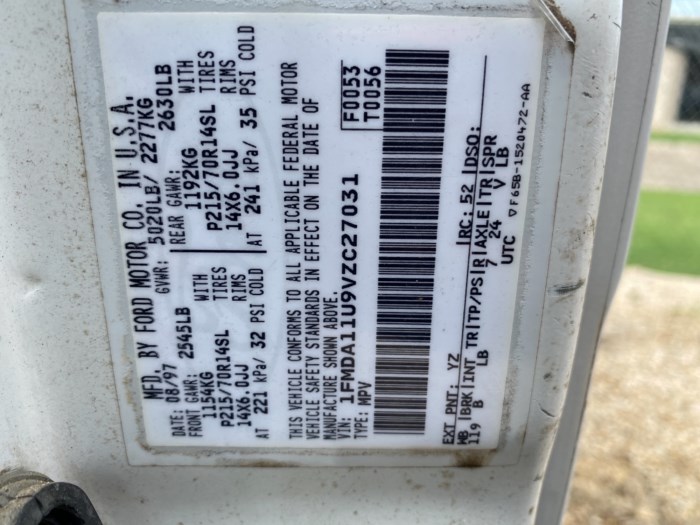 MFD. BY FORD MOTOR CO. IN U.S.A.
DATE: 08/97 GVWR: 5020LB/ 2277KG
FRONT GAWR: 2545LB REAR GAWR: 2630LB
1154KG WITH 1192KG WITH
P215/70R14SL TIRES P215/70R14SL TIRES
14X6.0JJ RIMS 14X6.0JJ RIMS
AT 221 kPa/ 32 PSI COLD AT 241 kPa/ 35 PSI COLD
THIS VEHICLE CONFORMS TO ALL APPLICABLE FEDERAL MOTOR
VEHICLE SAFETY STANDARDS IN EFFECT ON THE DATE OF
MANUFACTURE SHOWN ABOVE.
VIN: 1FMDA11U9VZC27031
TYPE: MPV
F0053
T0056
EXT PNT: YZ RC: 52 DSO:
WB BRK INT TR TP/PS R AXLE TR SPR
119 B LB 7 24 V LB
UTC ▽F65B-1520472-AA